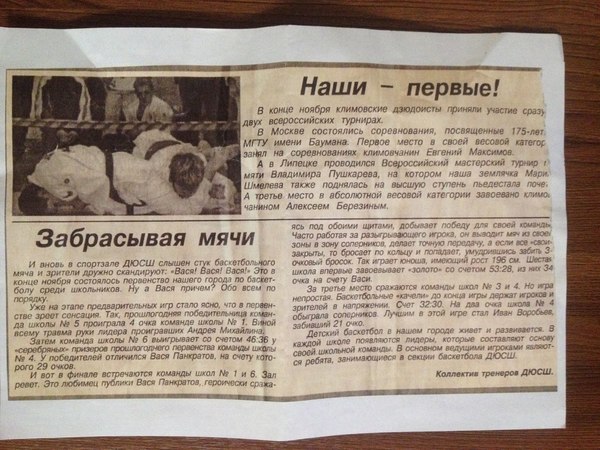 Наши – первые!
В конце ноября климовские дзюдоисты приняли участие сразу
двух всероссийских турнирах.
В Москве состоялись соревнования, посвященные 175-лет
МГТУ имени Баумана. Первое место в своей весовой категор
занял на соревнованиях климовчанин Евгений Максимов.
А в Липецке проводился Всероссийский мастерский турнир п
мяти Владимира Пушкарева, на котором наша землячка Мари
Шмелева также поднялась на высшую ступень пьедестала поче
А третье место в абсолютной весовой категории завоевано климо
чанином Алексеем Березиным.
Забрасывая мячи
И вновь в спортзале ДЮСШ слышен стук баскетбольного
мяча и зрители дружно скандируют: «Вася! Вася! Вася!» Это в
конце ноября состоялось первенство нашего города по баскет-
болу среди школьников. Ну а Вася причем? Обо всем по
порядку.
Уже на этапе предварительных игр стало ясно, что в первен-
стве зреет сенсация. Так, прошлогодняя победительница коман-
да школы № 5 проиграла 4 очка команде школы № 1. Виной
всему травма руки лидера проигравших Андрея Михайлина.
Затем команда школы № 6 выигрывает со счетом 46:36 у
«серебряных» призеров прошлогоднего первенства команды шко-
лы № 4. У победителей отличился Вася Панкратов, на счету кото-
рого 29 очков.
И вот в финале встречаются команды школ № 1 и 6. Зал
ревет. Это любимец публики Вася Панкратов, героически сража-
ясь под обоими щитами, добывает победу для своей команды.
Часто работая за разыгрывающего игрока, он выводит мяч из своей
зоны в зону соперников, делает точную передачу, а если все «свои»
закрыты, то бросает по кольцу и попадает, умудрившись забить 3-
очковый бросок. Так играет юноша, имеющий рост 196 см. Шестая
школа впервые завоевывает «золото» со счетом 53:28, из них 34
очка на счету Васи.
За третье место сражаются команды школ № 3 и 4. Но игра
непростая. Баскетбольные «качели» до конца игры держат игроков и
зрителей в напряжении. Счет 32:30. На два очка школа № 4
обыграла соперников. Лучшим в этой игре стал Иван Воробьев,
забивший 21 очко.
Детский баскетбол в нашем городе живет и развивается. В
каждой школе появляются лидеры, которые составляют основу
своей школьной команды. В основном ведущими игроками являют-
ся ребята, занимающиеся в секции баскетбола ДЮСШ.
Коллектив тренеров ДЮСШ.